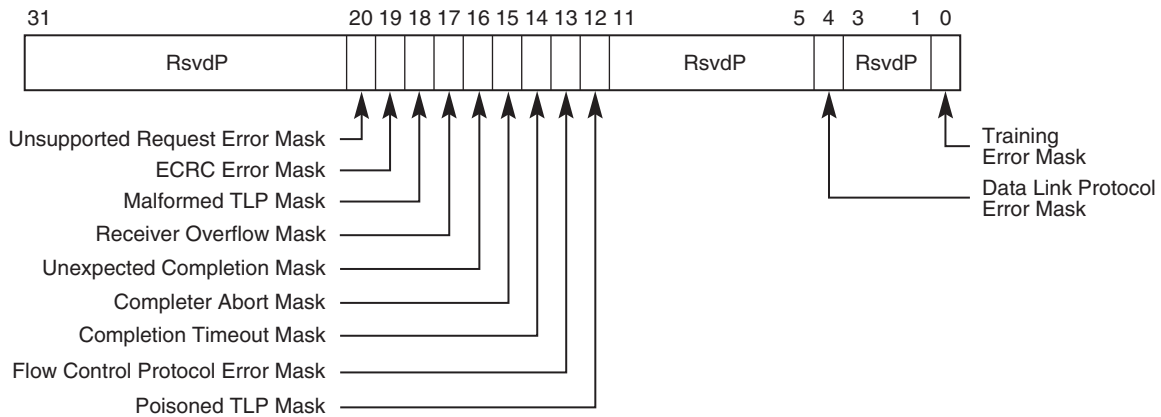 31 20 19 18 17 16 15 14 13 12 11 5 4 3 1 0
RsvdP RsvdP RsvdP
Unsupported Request Error Mask
ECRC Error Mask
Malformed TLP Mask
Receiver Overflow Mask
Unexpected Completion Mask
Completer Abort Mask
Completion Timeout Mask
Flow Control Protocol Error Mask
Poisoned TLP Mask
Training
Error Mask
Data Link Protocol
Error Mask